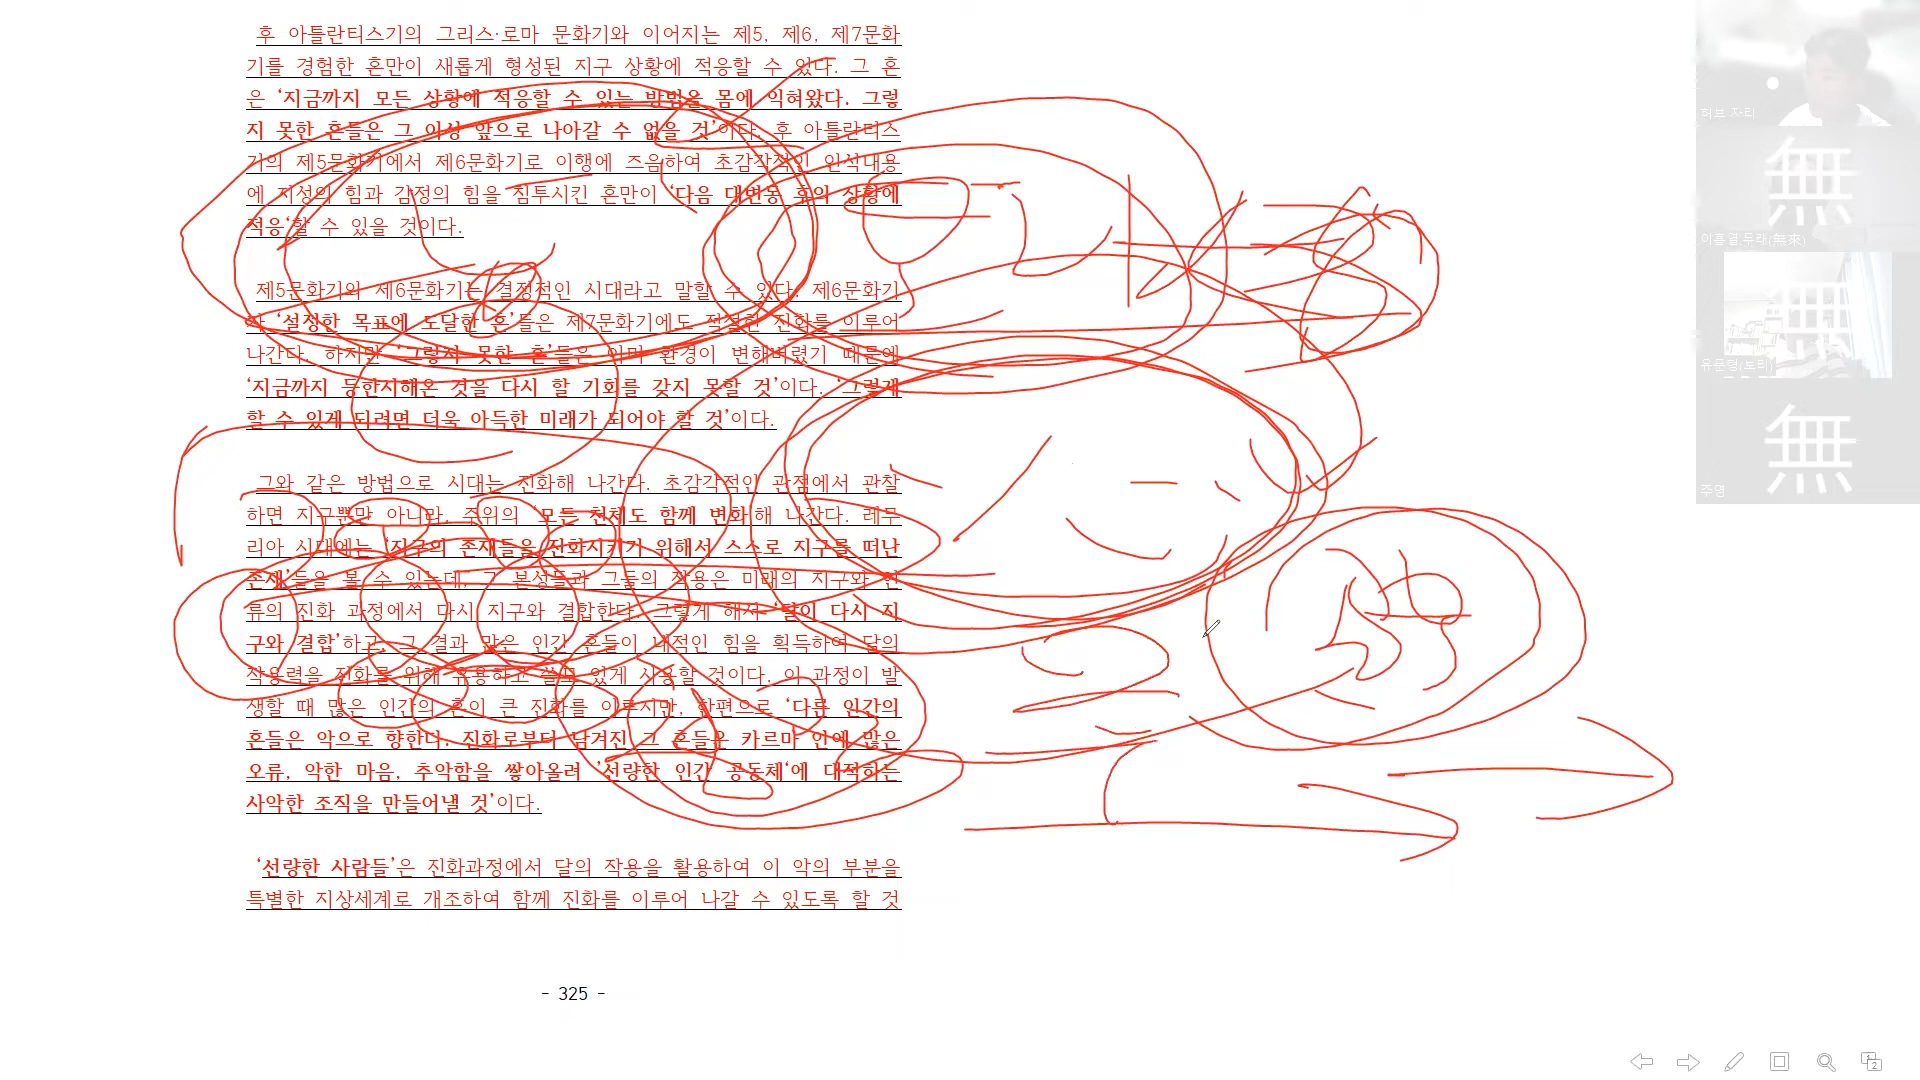 후 아틀란티스기의 그리스·로마 문화기와 이어지는 제5, 제6, 제7문화
기를 경험한 혼만이 새롭게 형성된 지구 상황에 적응할 수 있다. 그 혼
은 ‘지금까지 모든 상황에 적응할 수 있는 방법을 몸에 익혀왔다. 그렇
지 못한 혼들은 그 이상 앞으로 나아갈 수 없을 것’이다. 후 아틀란티스
기의 제5문화기에서 제6문화기로 이행에 즈음하여 초감각적인 인식내용
에 지성의 힘과 감정의 힘을 침투시킨 혼만이 ‘다음 대변동 후의 상황에
적응‘할 수 있을 것이다.
제5문화기와 제6문화기는 결정적인 시대라고 말할 수 있다. 제6문화기
‘설정한 목표에 도달한 혼’들은 제7문화기에도 적절한 진화를 이루어
나간다. 하지만 ‘그렇지 못한 혼’들은 이미 환경이 변해버렸기 때문에
‘지금까지 등한시해온 것을 다시 할 기회를 갖지 못할 것’이다. ‘그렇게
할 수 있게 되려면 더욱 아득한 미래가 되어야 할 것’이다.
그와 같은 방법으로 시대는 진화해 나간다. 초감각적인 관점에서 관찰
하면 지구뿐만 아니라, 주위의 ‘모든 천체도 함께 변화해 나간다. 레무
리아 시대에는 ‘지구의 존재들을 진화시키기 위해서 스스로 지구를 떠난
존재’들을 볼 수 있는데, 그 본성들과 그들의 작용은 미래의 지구와 인
류의 진화 과정에서 다시 지구와 결합한다. 그렇게 해서 ‘달이 다시 지
구와 결합’하고, 그 결과 많은 인간 혼들이 내적인 힘을 획득하여 달의
작용력을 진화를 위해 유용하고 쓸모 있게 사용할 것이다. 이 과정이 발
생할 때 많은 인간의 혼이 큰 진화를 이루지만, 한편으로 ‘다른 인간의
혼들은 악으로 향한다. 진화로부터 남겨진 그 혼들은 카르마 안에 많은
오류, 악한 마음, 추악함을 쌓아올려 ’선량한 인간 공동체‘에 대적하는
사악한 조직을 만들어낼 것’이다.
‘선량한 사람들’은 진화과정에서 달의 작용을 활용하여 이 악의 부분을
특별한 지상세계로 개조하여 함께 진화를 이루어 나갈 수 있도록 할 것
- 325 -
허브 자리
無
無
無
주영